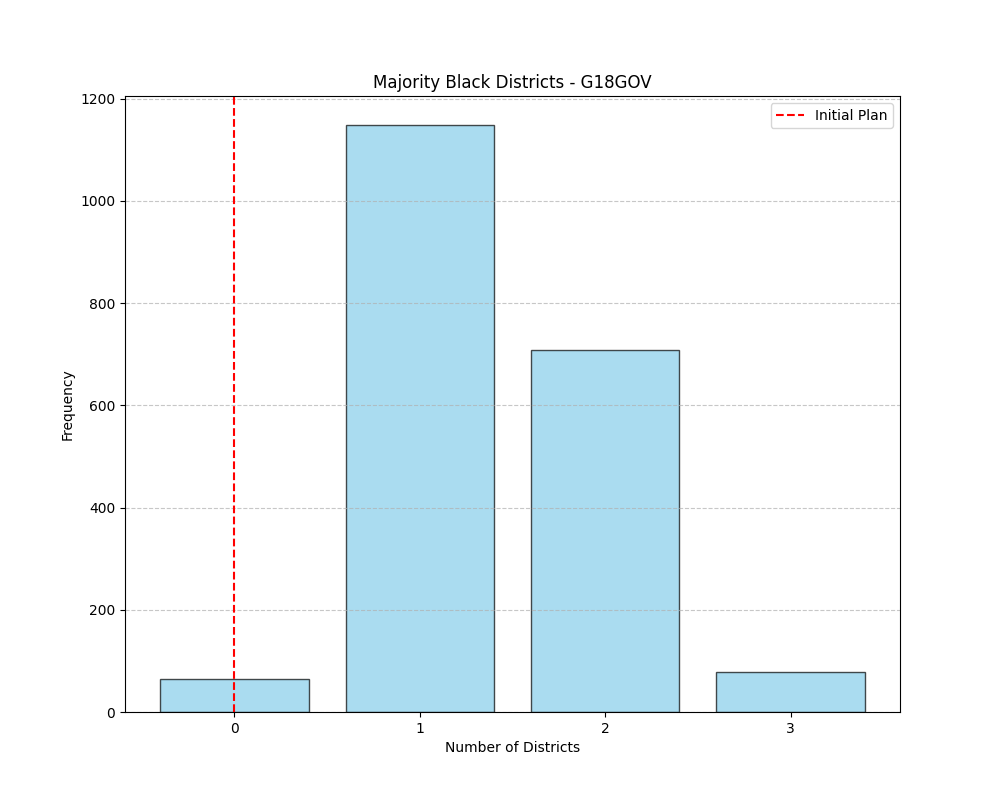 Majority Black Districts - G18GOV
Initial Plan
1200
1000
800
600
400
200
0
Frequency
0 1 2 3
Number of Districts